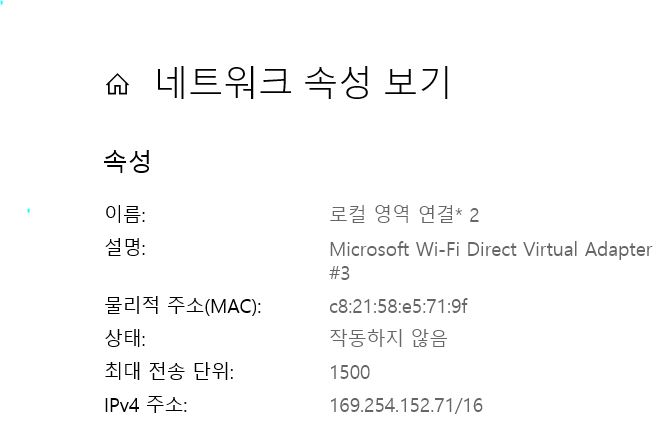 네트워크 속성 보기
속성
이름: 로컬 영역 연결* 2
설명: Microsoft Wi-Fi Direct Virtual Adapter
#3
물리적 주소(MAC): c8:21:58:e5:71:9f
상태: 작동하지 않음
최대 전송 단위: 1500
IPv4 주소: 169.254.152.71/16